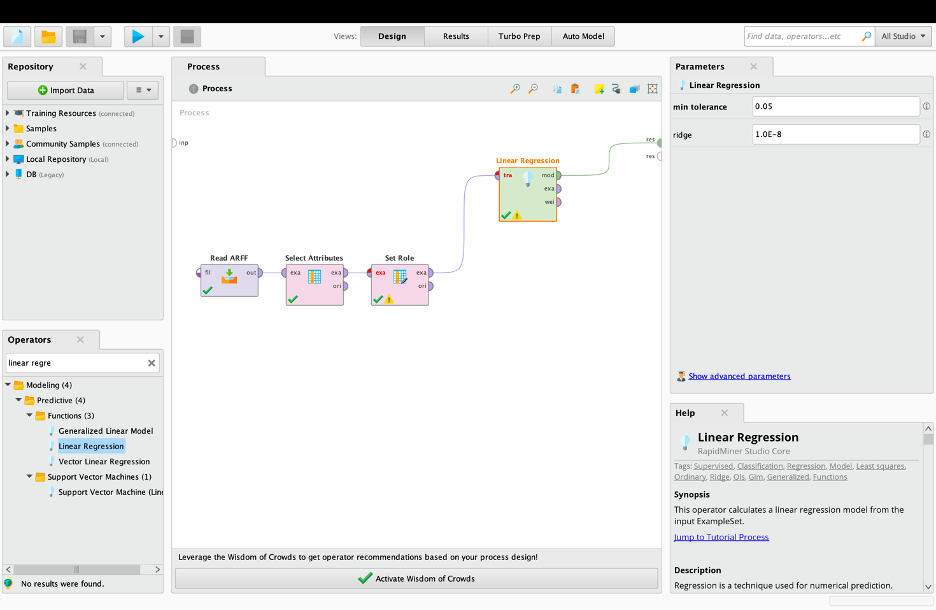 Views:
Design
Results
Turbo Prep
Auto Model
Find data, operators...etc
All Studio
Repository
Import Data
Training Resources (connected)
Samples
Community Samples (connected)
Local Repository (Local)
DB (Legacy)
Operators
linear regre
Modeling (4)
Predictive (4)
Functions (3)
Generalized Linear Model
Linear Regression
Vector Linear Regression
Support Vector Machines (1)
Support Vector Machine (Line
No results were found.
Process
Process
Process
inp
res
res
Linear Regression
tra
mod
exa
wei
Read ARFF
fil
out
Select Attributes
exa
exa
ori
Set Role
exa
exa
ori
Leverage the Wisdom of Crowds to get operator recommendations based on your process design!
Activate Wisdom of Crowds
Parameters
Linear Regression
min tolerance
0.05
ridge
1.0E-8
Show advanced parameters
Help
Linear Regression
RapidMiner Studio Core
Tags: Supervised, Classification, Regression, Model, Least squares,
Ordinary, Ridge, Ols, Glm, Generalized, Functions
Synopsis
This operator calculates a linear regression model from the
input ExampleSet.
Jump to Tutorial Process
Description
Regression is a technique used for numerical prediction.